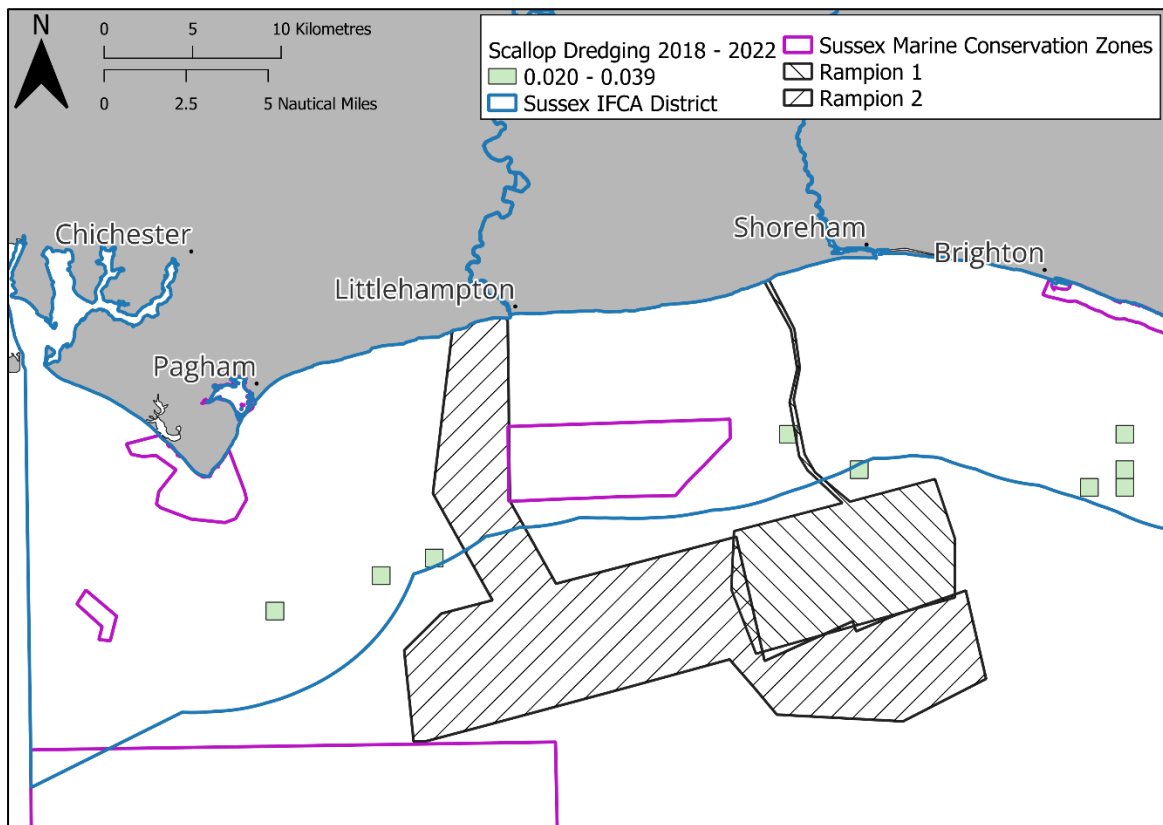 N
0 5 10 Kilometres
0 2.5 5 Nautical Miles
Scallop Dredging 2018 - 2022
0.020 - 0.039
Sussex IFCA District
Sussex Marine Conservation Zones
Rampion 1
Rampion 2
Chichester
Shoreham
Brighton
Littlehampton
Pagham